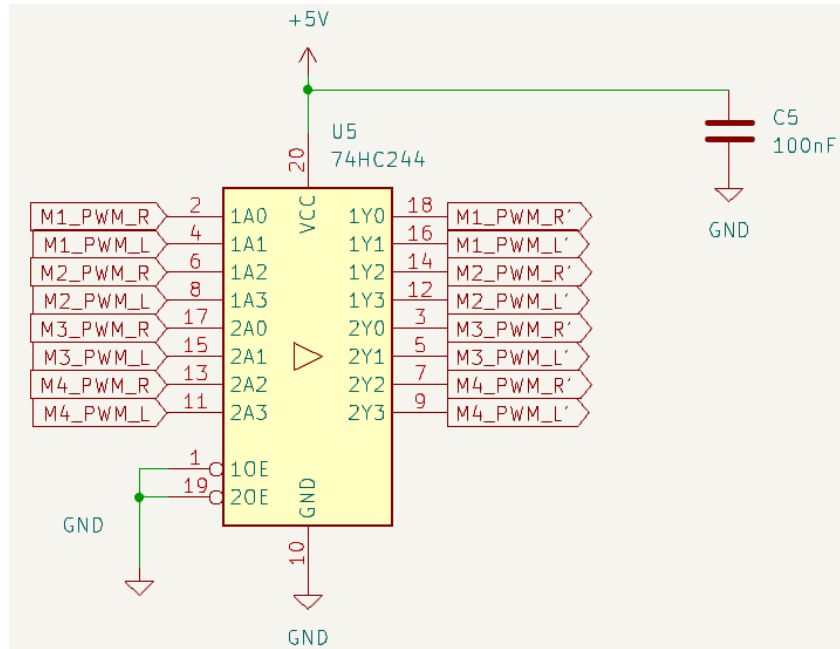 +5V
U5
74HC244
C5
100nF
GND
20
VCC
M1_PWM_R 2 1A0 1Y0 18 M1_PWM_R'
M1_PWM_L 4 1A1 1Y1 16 M1_PWM_L'
M2_PWM_R 6 1A2 1Y2 14 M2_PWM_R'
M2_PWM_L 8 1A3 1Y3 12 M2_PWM_L'
M3_PWM_R 17 2A0 2Y0 3 M3_PWM_R'
M3_PWM_L 15 2A1 2Y1 5 M3_PWM_L'
M4_PWM_R 13 2A2 2Y2 7 M4_PWM_R'
M4_PWM_L 11 2A3 2Y3 9 M4_PWM_L'
1 1OE
19 2OE
GND
GND
10
GND